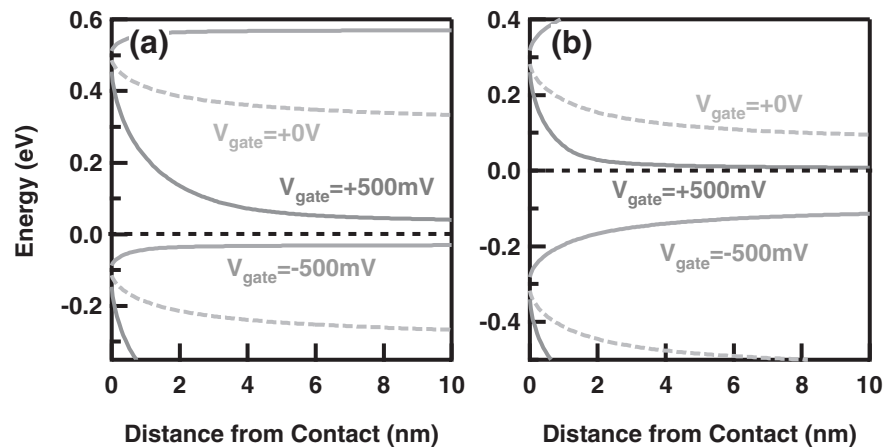 (a)
0.6
0.4
0.2
0.0
-0.2
Energy (eV)
V_gate=+0V
V_gate=+500mV
V_gate=-500mV
0 2 4 6 8 10
Distance from Contact (nm)
(b)
0.4
0.2
0.0
-0.2
-0.4
V_gate=+0V
V_gate=+500mV
V_gate=-500mV
0 2 4 6 8 10
Distance from Contact (nm)